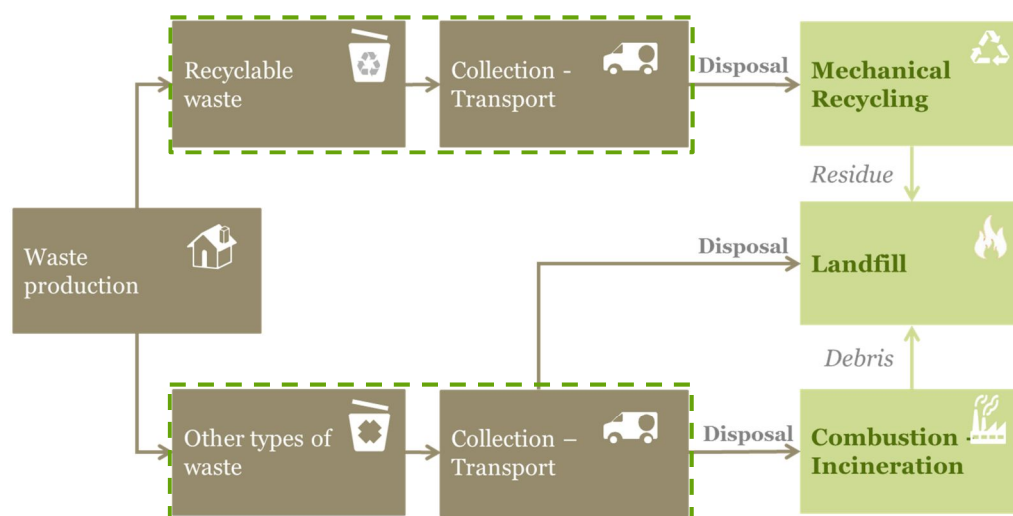 Recyclable
waste
Collection -
Transport
Disposal
Mechanical
Recycling
Residue
Waste
production
Disposal
Landfill
Debris
Other types of
waste
Collection –
Transport
Disposal
Combustion -
Incineration